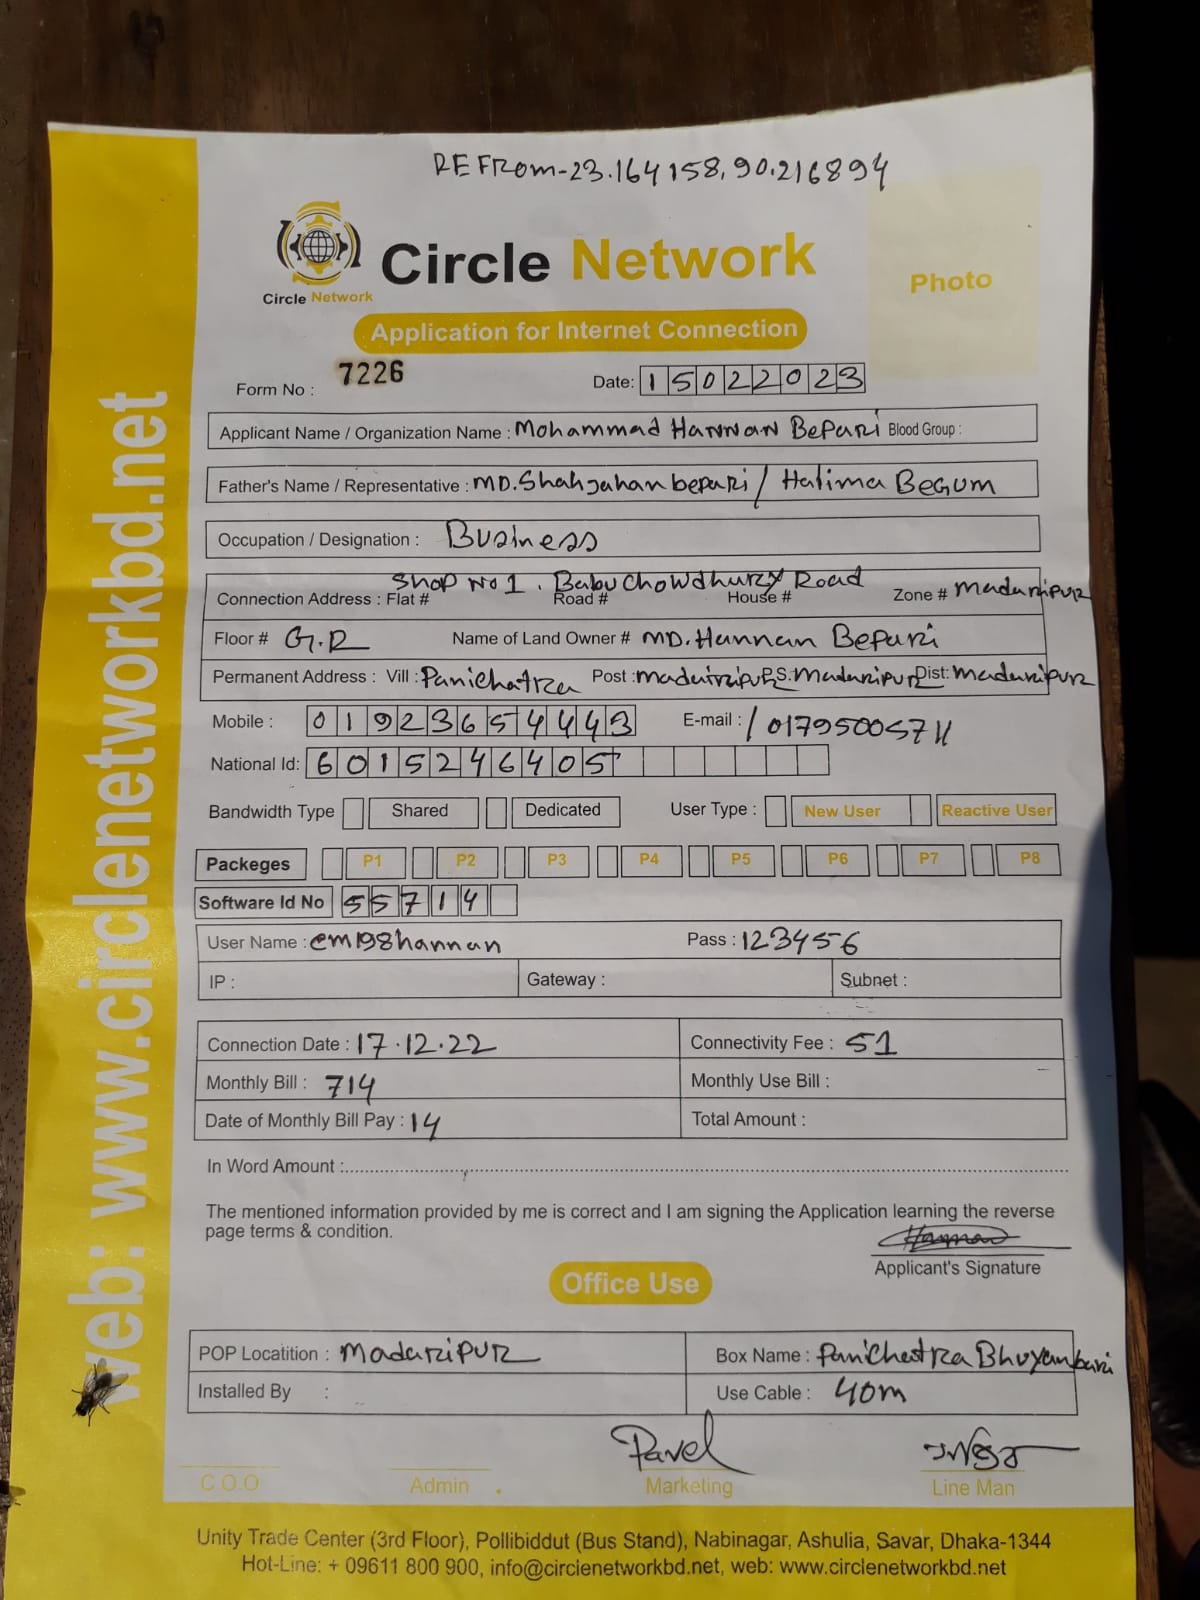 REFROM-23.164158,90.216894
Circle Network
Circle Network
Photo
Application for Internet Connection
Form No : 7226 Date: 15022023
Applicant Name / Organization Name : Mohammad Hannan Bepari Blood Group :
Father's Name / Representative : MD.Shahjahan bepari / Halima Begum
Occupation / Designation : Business
Shop No 1 . Babu Chowdhury Road
Connection Address : Flat # Road # House # Zone # Madaripur
Floor # G.R Name of Land Owner # MD.Hannan Bepari
Permanent Address : Vill : Panichatra Post : Madaripur P.S: Madaripur Dist: Madaripur
Mobile : 01923654443 E-mail : / 01795005711
National Id: 6015246405
Bandwidth Type Shared Dedicated User Type : New User Reactive User
Packeges P1 P2 P3 P4 P5 P6 P7 P8
Software Id No 55714
User Name : cm198hannan Pass : 123456
IP : Gateway : Subnet :
Connection Date : 17.12.22 Connectivity Fee : 51
Monthly Bill : 714 Monthly Use Bill :
Date of Monthly Bill Pay : 14 Total Amount :
In Word Amount :
The mentioned information provided by me is correct and I am signing the Application learning the reverse
page terms & condition.
Hannan
Applicant's Signature
Office Use
POP Locatition : Madaripur Box Name : Panichatra Bhuyanbari
Installed By : Use Cable : 40m
Pavel
C.O.O Admin . Marketing Line Man
Unity Trade Center (3rd Floor), Pollibiddut (Bus Stand), Nabinagar, Ashulia, Savar, Dhaka-1344
Hot-Line: + 09611 800 900, info@circlenetworkbd.net, web: www.circlenetworkbd.net
web: www.circlenetworkbd.net